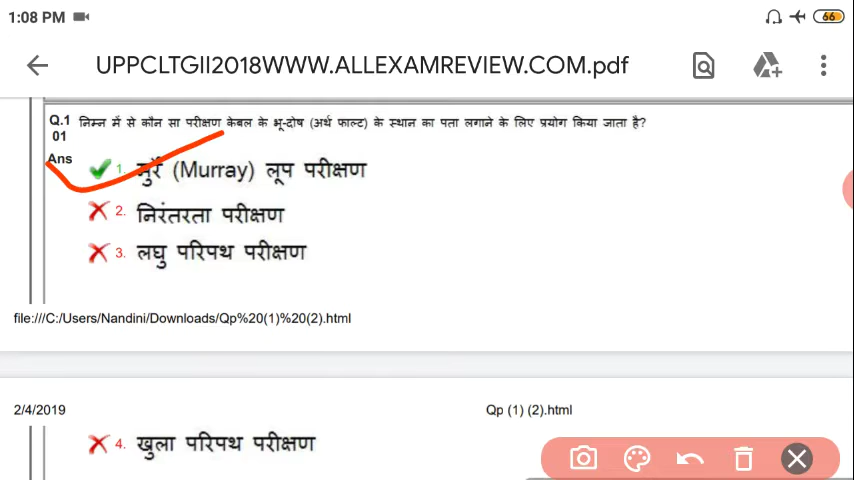 1:08 PM
66
UPPCLTGII2018WWW.ALLEXAMREVIEW.COM.pdf
Q.1 निम्न में से कौन सा परीक्षण केबल के भू-दोष (अर्थ फाल्ट) के स्थान का पता लगाने के लिए प्रयोग किया जाता है?
01
Ans
1. मुर्रे (Murray) लूप परीक्षण
2. निरंतरता परीक्षण
3. लघु परिपथ परीक्षण
file:///C:/Users/Nandini/Downloads/Qp%20(1)%20(2).html
2/4/2019 Qp (1) (2).html
4. खुला परिपथ परीक्षण